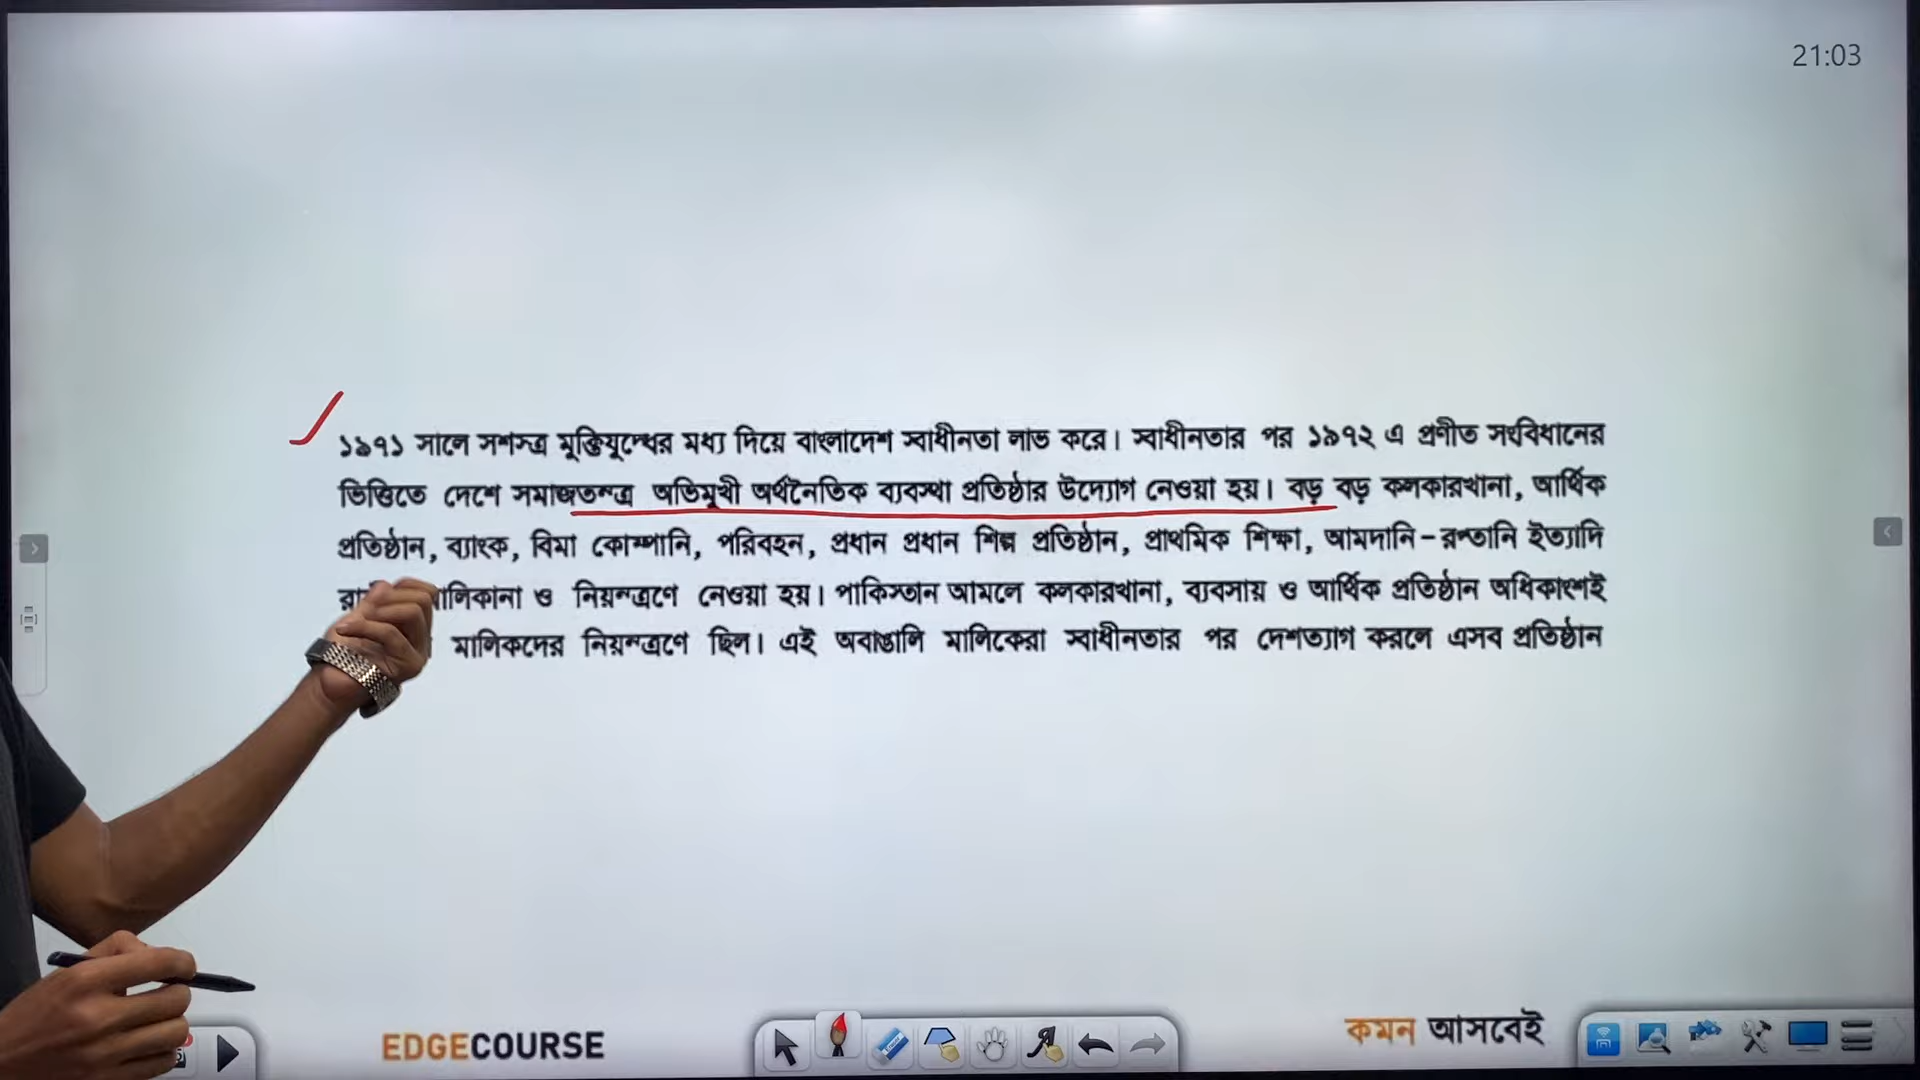 21:03
১৯৭১ সালে সশস্ত্র মুক্তিযুদ্ধের মধ্য দিয়ে বাংলাদেশ স্বাধীনতা লাভ করে। স্বাধীনতার পর ১৯৭২ এ প্রণীত সংবিধানের
ভিত্তিতে দেশে সমাজতন্ত্র অভিমুখী অর্থনৈতিক ব্যবস্থা প্রতিষ্ঠার উদ্যোগ নেওয়া হয়। বড় বড় কলকারখানা, আর্থিক
প্রতিষ্ঠান, ব্যাংক, বিমা কোম্পানি, পরিবহন, প্রধান প্রধান শিল্প প্রতিষ্ঠান, প্রাথমিক শিক্ষা, আমদানি-রপ্তানি ইত্যাদি
ও নিয়ন্ত্রণে নেওয়া হয়। পাকিস্তান আমলে কলকারখানা, ব্যবসায় ও আর্থিক প্রতিষ্ঠান অধিকাংশই
মালিকদের নিয়ন্ত্রণে ছিল। এই অবাঙালি মালিকেরা স্বাধীনতার পর দেশত্যাগ করলে এসব প্রতিষ্ঠান
EDGECOURSE
কমন আসবেই